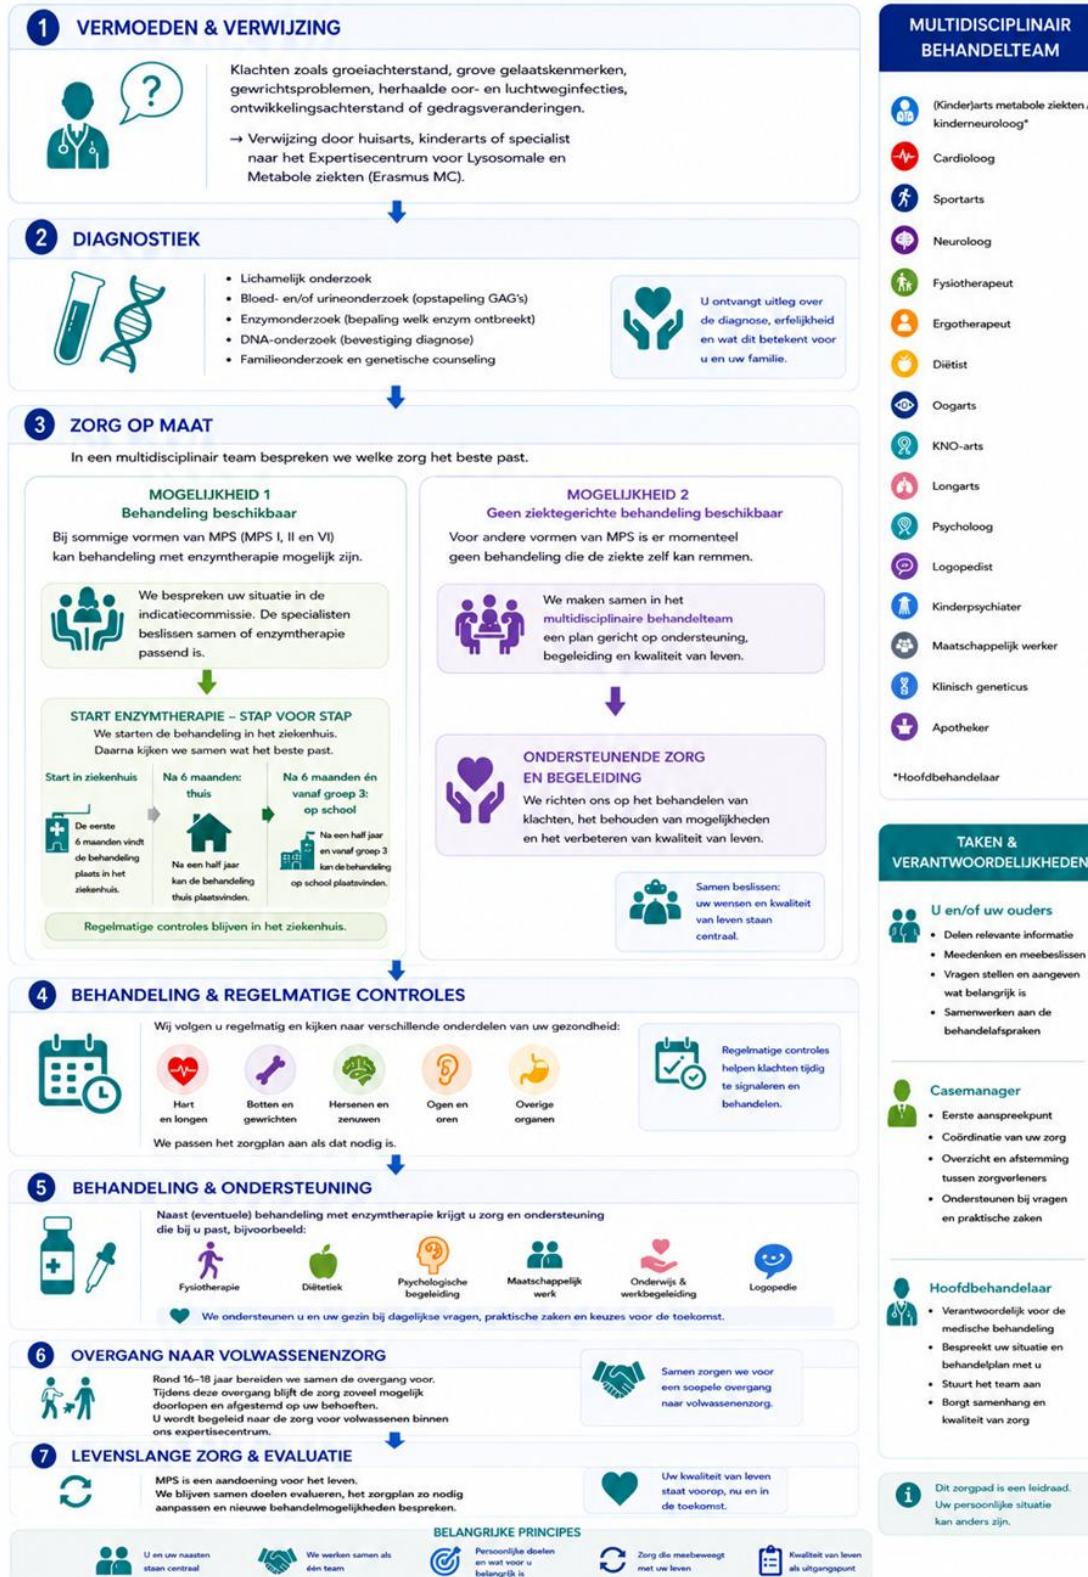 1 VERMOEDEN & VERWIJZING
?
Klachten zoals groeiachterstand, grove gelaatskenmerken,
gewrichtsproblemen, herhaalde oor- en luchtweginfecties,
ontwikkelingsachterstand of gedragsveranderingen.
→ Verwijzing door huisarts, kinderarts of specialist
naar het Expertisecentrum voor Lysosomale en
Metabole ziekten (Erasmus MC).
2 DIAGNOSTIEK
• Lichamelijk onderzoek
• Bloed- en/of urineonderzoek (opstapeling GAG's)
• Enzymonderzoek (bepaling welk enzym ontbreekt)
• DNA-onderzoek (bevestiging diagnose)
• Familieonderzoek en genetische counseling
U ontvangt uitleg over
de diagnose, erfelijkheid
en wat dit betekent voor
u en uw familie.
3 ZORG OP MAAT
In een multidisciplinair team bespreken we welke zorg het beste past.
MOGELIJKHEID 1
Behandeling beschikbaar
Bij sommige vormen van MPS (MPS I, II en VI)
kan behandeling met enzymtherapie mogelijk zijn.
We bespreken uw situatie in de
indicatiecommissie. De specialisten
beslissen samen of enzymtherapie
passend is.
START ENZYMTHERAPIE – STAP VOOR STAP
We starten de behandeling in het ziekenhuis.
Daarna kijken we samen wat het beste past.
Start in ziekenhuis
De eerste
6 maanden vindt
de behandeling
plaats in het
ziekenhuis.
Na 6 maanden:
thuis
Na een half jaar
kan de behandeling
thuis plaatsvinden.
Na 6 maanden én
vanaf groep 3:
op school
Na een half jaar
en vanaf groep 3
kan de behandeling
op school plaatsvinden.
Regelmatige controles blijven in het ziekenhuis.
MOGELIJKHEID 2
Geen ziektegerichte behandeling beschikbaar
Voor andere vormen van MPS is er momenteel
geen behandeling die de ziekte zelf kan remmen.
We maken samen in het
multidisciplinaire behandelteam
een plan gericht op ondersteuning,
begeleiding en kwaliteit van leven.
ONDERSTEUNENDE ZORG
EN BEGELEIDING
We richten ons op het behandelen van
klachten, het behouden van mogelijkheden
en het verbeteren van kwaliteit van leven.
Samen beslissen:
uw wensen en kwaliteit
van leven staan
centraal.
4 BEHANDELING & REGELMATIGE CONTROLES
Wij volgen u regelmatig en kijken naar verschillende onderdelen van uw gezondheid:
Hart
en longen
Botten en
gewrichten
Hersenen en
zenuwen
Ogen en
oren
Overige
organen
We passen het zorgplan aan als dat nodig is.
Regelmatige controles
helpen klachten tijdig
te signaleren en
behandelen.
5 BEHANDELING & ONDERSTEUNING
Naast (eventuele) behandeling met enzymtherapie krijgt u zorg en ondersteuning
die bij u past, bijvoorbeeld:
Fysiotherapie
Diëtetiek
Psychologische
begeleiding
Maatschappelijk
werk
Onderwijs &
werkbegeleiding
Logopedie
We ondersteunen u en uw gezin bij dagelijkse vragen, praktische zaken en keuzes voor de toekomst.
6 OVERGANG NAAR VOLWASSENENZORG
Rond 16–18 jaar bereiden we samen de overgang voor.
Tijdens deze overgang blijft de zorg zoveel mogelijk
doorlopen en afgestemd op uw behoeften.
U wordt begeleid naar de zorg voor volwassenen binnen
ons expertisecentrum.
Samen zorgen we voor
een soepele overgang
naar volwassenenzorg.
7 LEVENSLANGE ZORG & EVALUATIE
MPS is een aandoening voor het leven.
We blijven samen doelen evalueren, het zorgplan zo nodig
aanpassen en nieuwe behandelmogelijkheden bespreken.
Uw kwaliteit van leven
staat voorop, nu en in
de toekomst.
BELANGRIJKE PRINCIPES
U en uw naasten
staan centraal
We werken samen als
één team
Persoonlijke doelen
en wat voor u
belangrijk is
Zorg die meebeweegt
met uw leven
Kwaliteit van leven
als uitgangspunt
MULTIDISCIPLINAIR
BEHANDELTEAM
(Kinder)arts metabole ziekten /
kinderneuroloog*
Cardioloog
Sportarts
Neuroloog
Fysiotherapeut
Ergotherapeut
Diëtist
Oogarts
KNO-arts
Longarts
Psycholoog
Logopedist
Kinderpsychiater
Maatschappelijk werker
Klinisch geneticus
Apotheker
*Hoofdbehandelaar
TAKEN &
VERANTWOORDELIJKHEDEN
U en/of uw ouders
• Delen relevante informatie
• Meedenken en meebeslissen
• Vragen stellen en aangeven
wat belangrijk is
• Samenwerken aan de
behandelafspraken
Casemanager
• Eerste aanspreekpunt
• Coördinatie van uw zorg
• Overzicht en afstemming
tussen zorgverleners
• Ondersteunen bij vragen
en praktische zaken
Hoofdbehandelaar
• Verantwoordelijk voor de
medische behandeling
• Bespreekt uw situatie en
behandelplan met u
• Stuurt het team aan
• Borgt samenhang en
kwaliteit van zorg
i
Dit zorgpad is een leidraad.
Uw persoonlijke situatie
kan anders zijn.